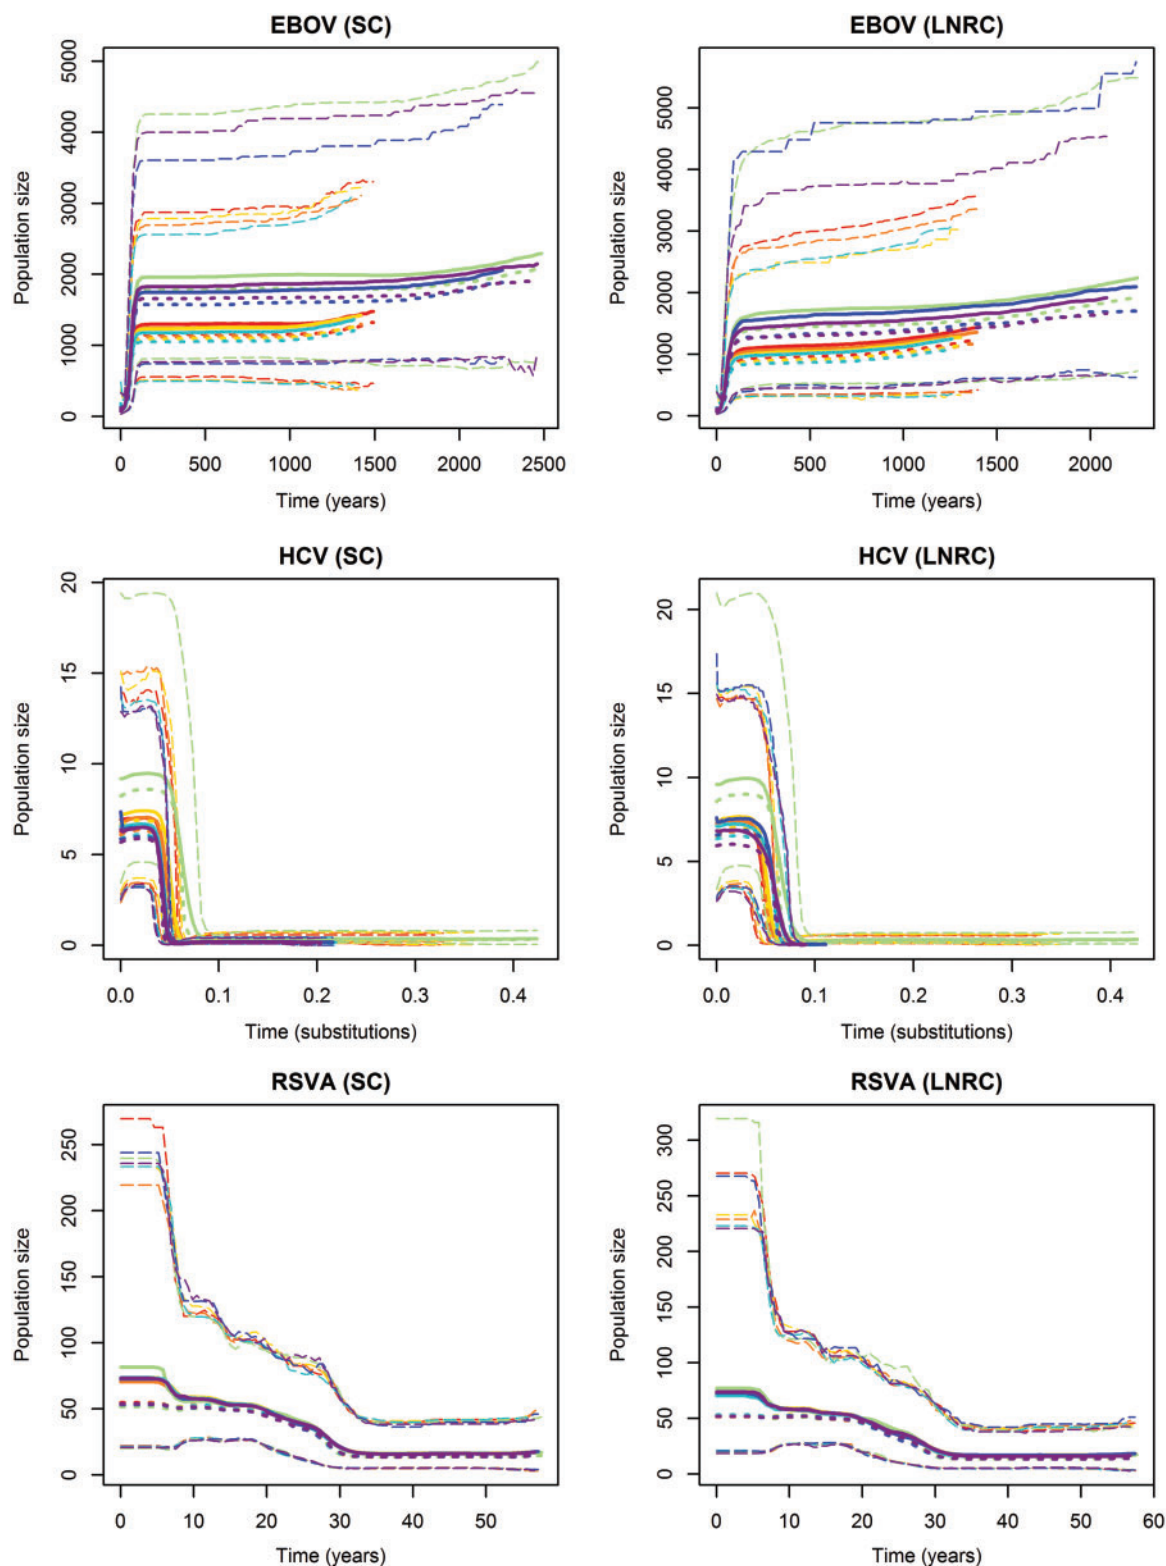 EBOV (SC)
Population size
5000
4000
3000
2000
1000
0
0 500 1000 1500 2000 2500
Time (years)
EBOV (LNRC)
Population size
5000
4000
3000
2000
1000
0
0 500 1000 1500 2000
Time (years)
HCV (SC)
Population size
20
15
10
5
0
0.0 0.1 0.2 0.3 0.4
Time (substitutions)
HCV (LNRC)
Population size
20
15
10
5
0
0.0 0.1 0.2 0.3 0.4
Time (substitutions)
RSVA (SC)
Population size
250
200
150
100
50
0
0 10 20 30 40 50
Time (years)
RSVA (LNRC)
Population size
300
250
200
150
100
50
0
0 10 20 30 40 50 60
Time (years)